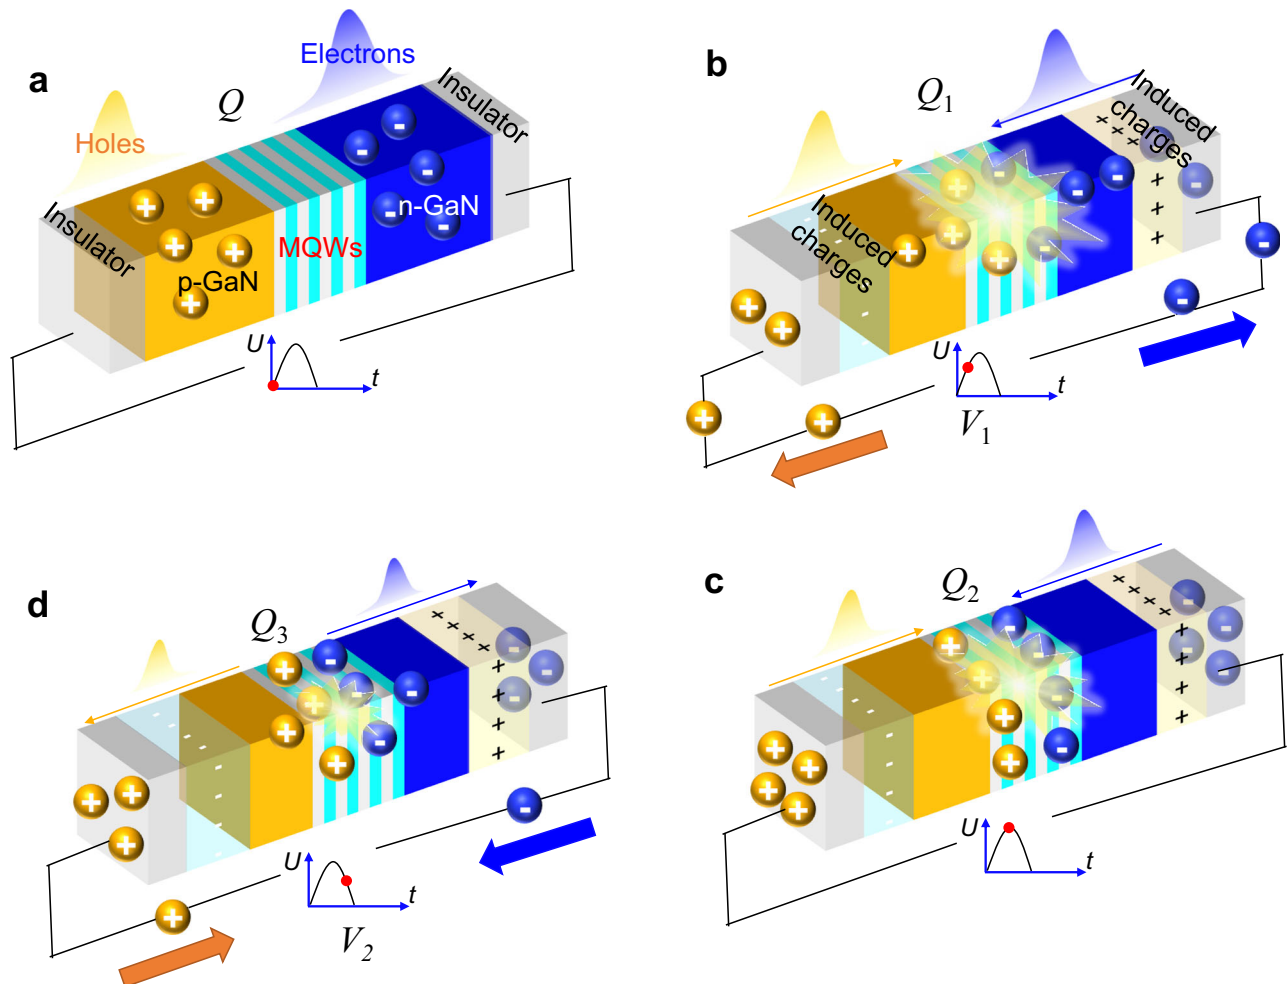 a
Electrons
Q
Holes
Insulator
Insulator
n-GaN
MQWs
p-GaN
U
t
b
Q1
Induced
charges
Induced
charges
U
t
V1
d
Q3
U
t
V2
c
Q2
U
t